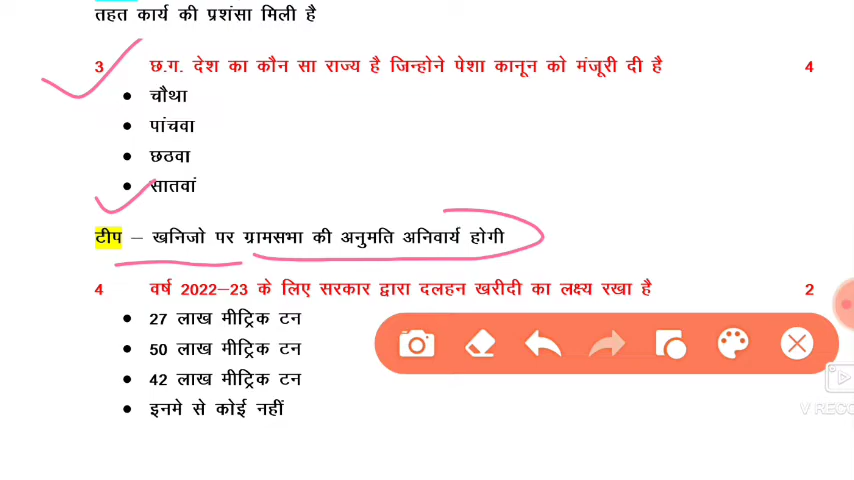 तहत कार्य की प्रशंसा मिली है
3 छ.ग. देश का कौन सा राज्य है जिन्होने पेशा कानून को मंजूरी दी है 4
• चौथा
• पांचवा
• छठवा
• सातवां
टीप – खनिजो पर ग्रामसभा की अनुमति अनिवार्य होगी
4 वर्ष 2022–23 के लिए सरकार द्वारा दलहन खरीदी का लक्ष्य रखा है 2
• 27 लाख मीट्रिक टन
• 50 लाख मीट्रिक टन
• 42 लाख मीट्रिक टन
• इनमे से कोई नहीं
V RECO